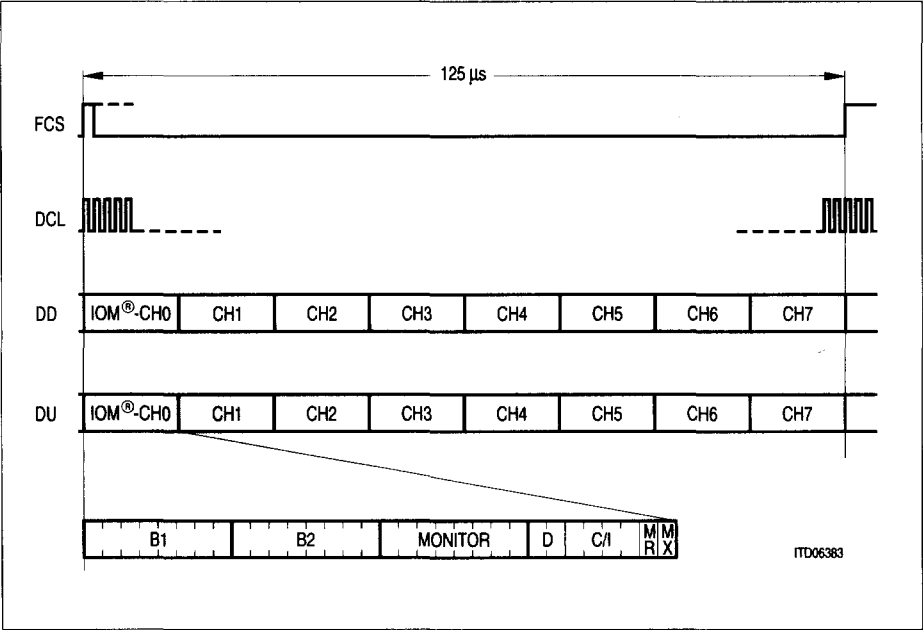 125 µs
FCS
DCL
DD IOM®-CH0 CH1 CH2 CH3 CH4 CH5 CH6 CH7
DU IOM®-CH0 CH1 CH2 CH3 CH4 CH5 CH6 CH7
B1 B2 MONITOR D C/I MR MX
ITD06383